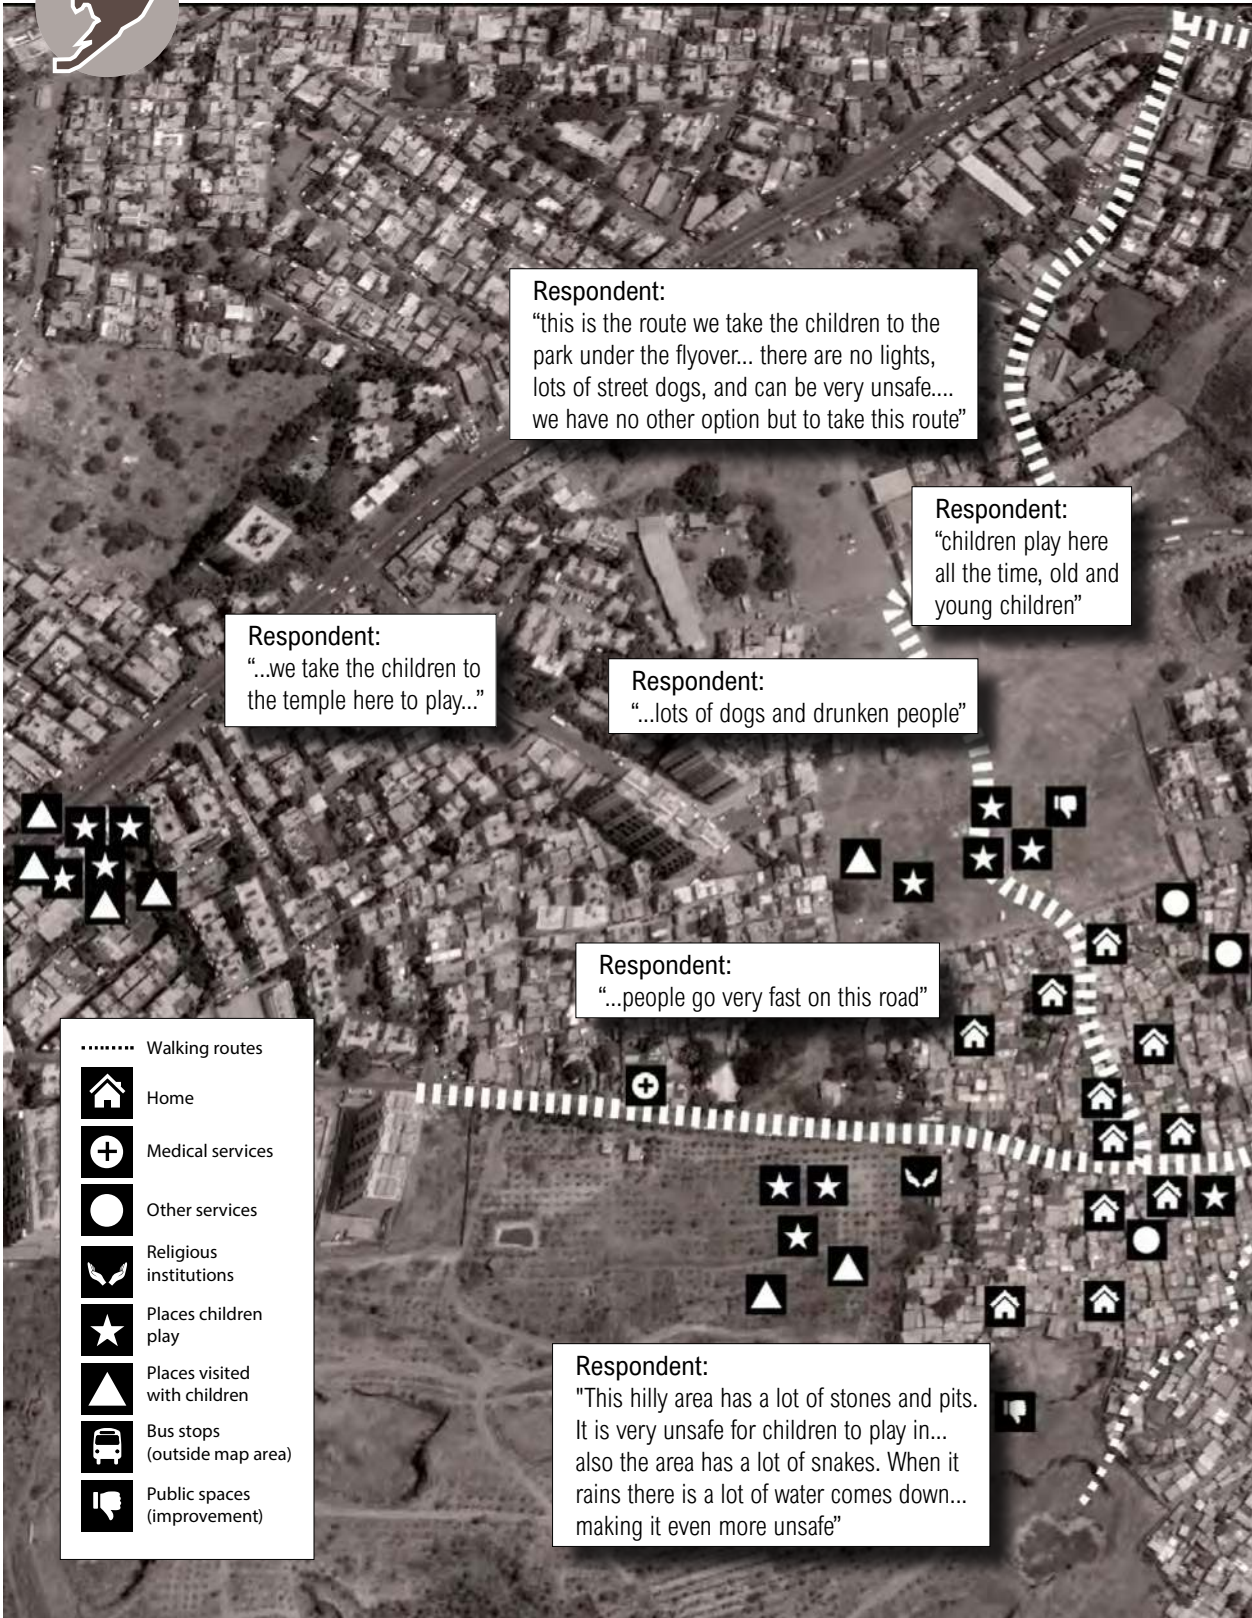 Respondent:
“this is the route we take the children to the
park under the flyover... there are no lights,
lots of street dogs, and can be very unsafe....
we have no other option but to take this route”
Respondent:
“children play here
all the time, old and
young children”
Respondent:
“...we take the children to
the temple here to play...”
Respondent:
“...lots of dogs and drunken people”
Respondent:
“...people go very fast on this road”
Walking routes
Home
Medical services
Other services
Religious
institutions
Places children
play
Places visited
with children
Bus stops
(outside map area)
Public spaces
(improvement)
Respondent:
"This hilly area has a lot of stones and pits.
It is very unsafe for children to play in...
also the area has a lot of snakes. When it
rains there is a lot of water comes down...
making it even more unsafe”